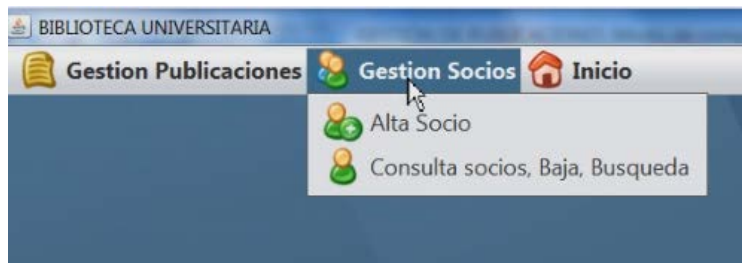 BIBLIOTECA UNIVERSITARIA
Gestion Publicaciones Gestion Socios Inicio
Alta Socio
Consulta socios, Baja, Busqueda